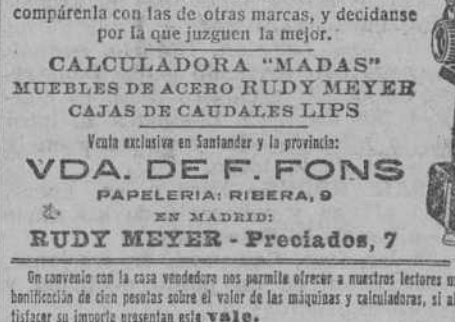 compárenla con las de otras marcas, y decídanse
por la que juzguen la mejor.
CALCULADORA "MADAS"
MUEBLES DE ACERO RUDY MEYER
CAJAS DE CAUDALES LIPS
Venta exclusiva en Santander y la provincia:
VDA. DE F. FONS
PAPELERIA: RIBERA, 9
EN MADRID:
RUDY MEYER - Preciados, 7
Un convenio con la casa vendedora nos permite ofrecer a nuestros lectores
bonificación de cien pesetas sobre el valor de las máquinas y calculadoras, si al
tisfacer su importe presentan este vale.